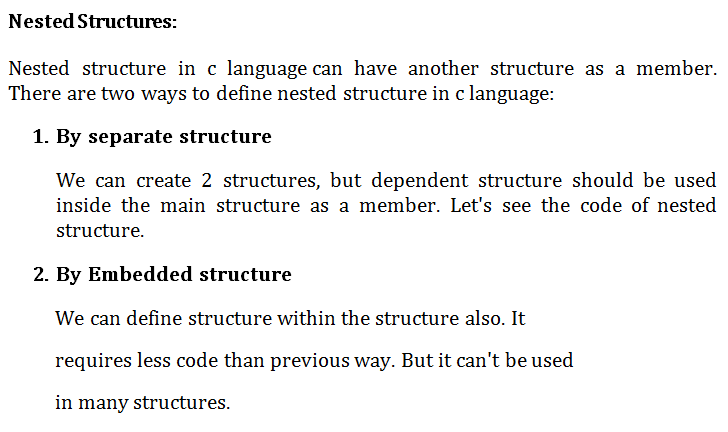 Nested Structures:
Nested structure in c language can have another structure as a member.
There are two ways to define nested structure in c language:
1. By separate structure
We can create 2 structures, but dependent structure should be used
inside the main structure as a member. Let's see the code of nested
structure.
2. By Embedded structure
We can define structure within the structure also. It
requires less code than previous way. But it can't be used
in many structures.